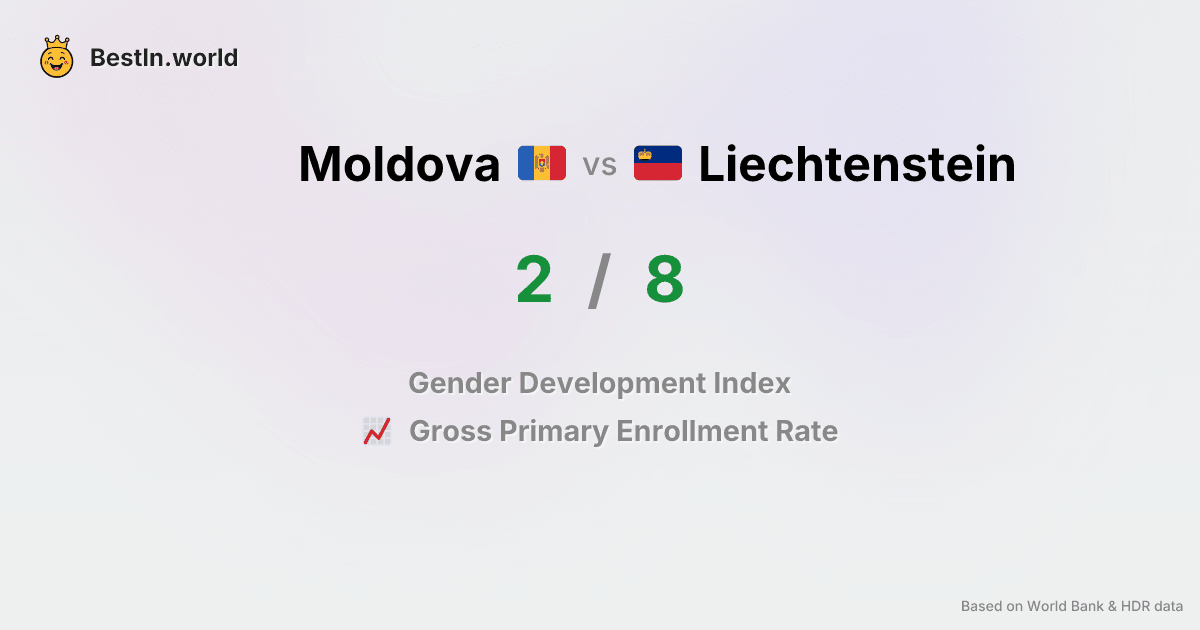 BestIn.world
Moldova vs Liechtenstein
2 / 8
Gender Development Index
Gross Primary Enrollment Rate
Based on World Bank & HDR data